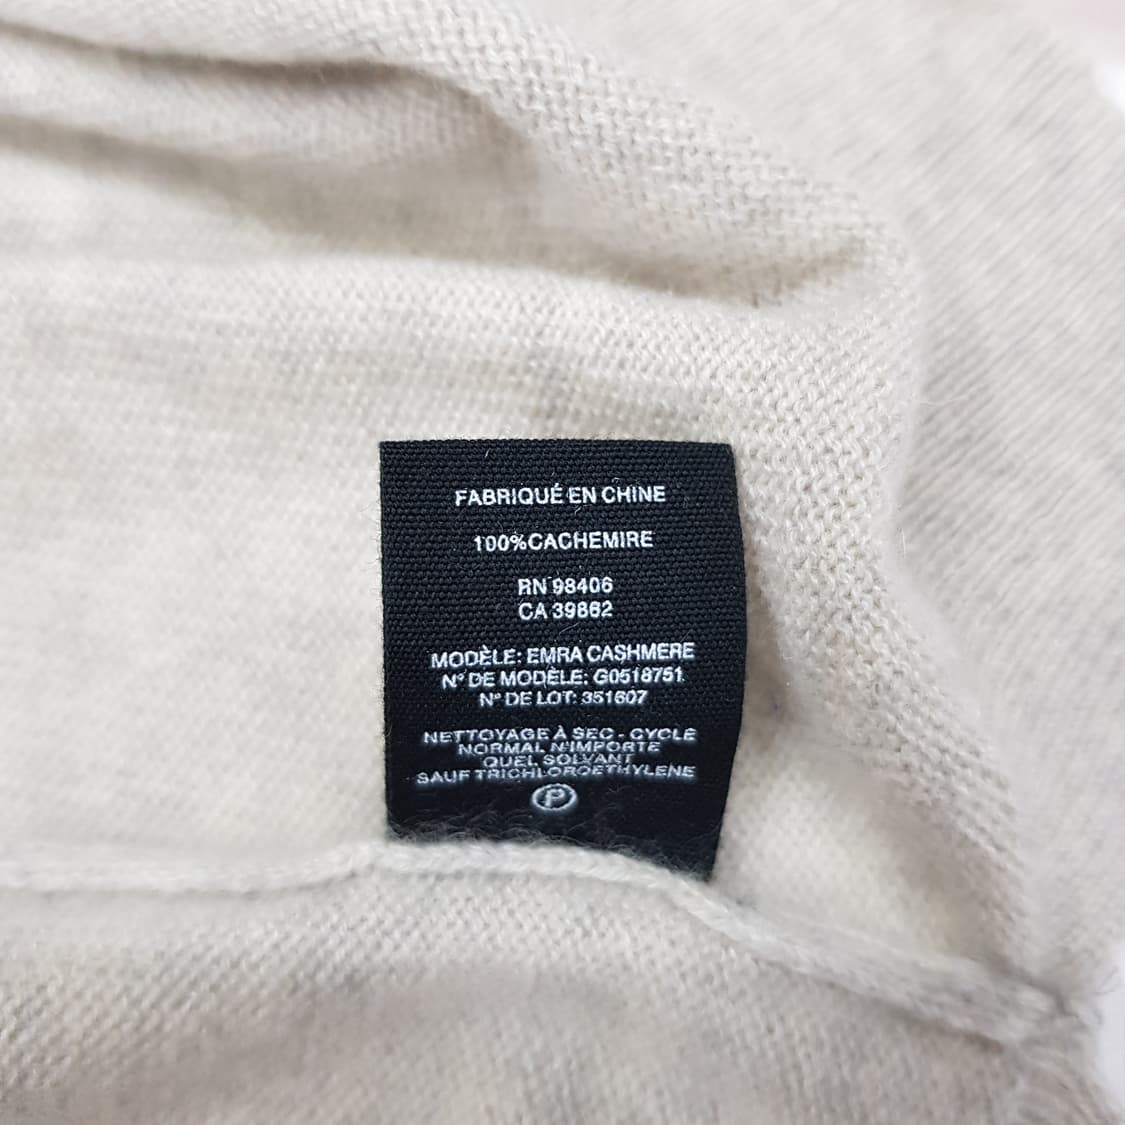 FABRIQUÉ EN CHINE
100%CACHEMIRE
RN 98406
CA 39862
MODÈLE: EMRA CASHMERE
N° DE MODÈLE: G0518751
N° DE LOT: 351607
NETTOYAGE À SEC - CYCLE
NORMAL N'IMPORTE
QUEL SOLVANT
SAUF TRICHLOROETHYLENE
P